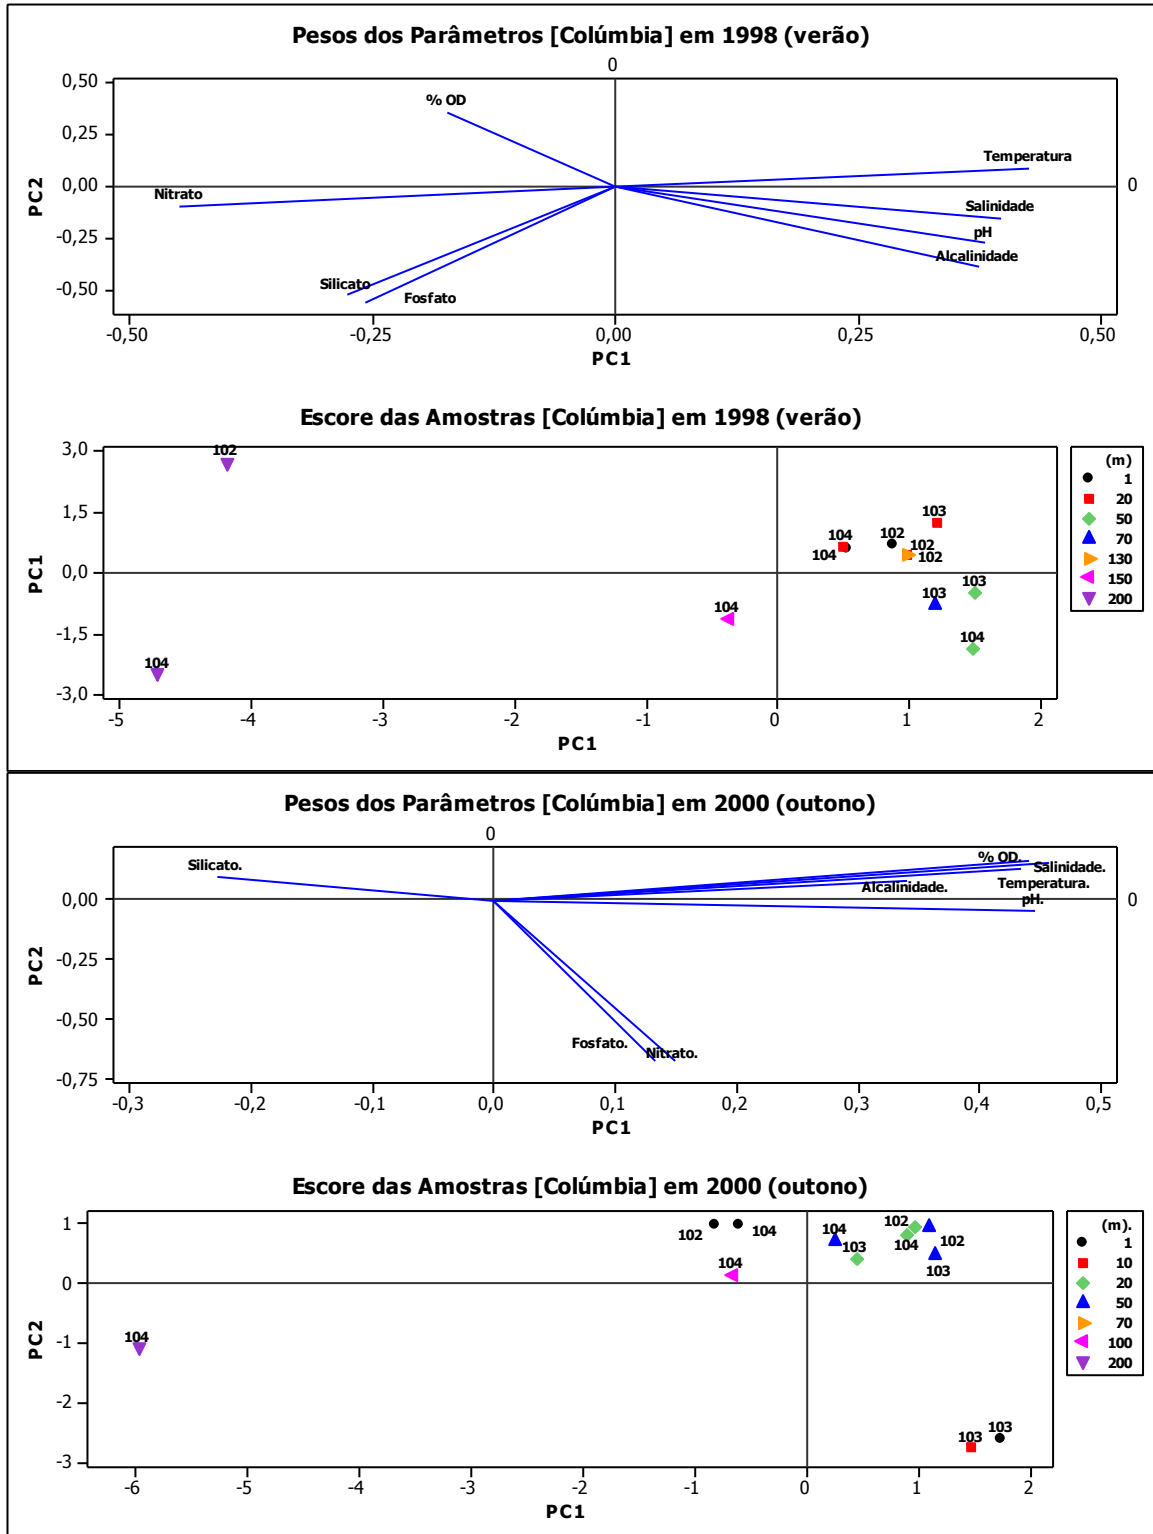 Pesos dos Parâmetros [Colúmbia] em 1998 (verão)
0
0,50
% OD
0,25
Temperatura
PC2
0,00
0
Nitrato
Salinidade
pH
-0,25
Alcalinidade
Silicato
Fosfato
-0,50
-0,50 -0,25 0,00 0,25 0,50
PC1
Escore das Amostras [Colúmbia] em 1998 (verão)
3,0
102
1,5
103
104 102 102
104 102
PC1
0,0
103 103
104
-1,5
104
104
-3,0
-5 -4 -3 -2 -1 0 1 2
PC1
(m)
1
20
50
70
130
150
200
Pesos dos Parâmetros [Colúmbia] em 2000 (outono)
0
Silicato.
% OD.
Salinidade.
Alcalinidade.
Temperatura.
pH.
0,00
0
PC2
-0,25
-0,50
Fosfato.
Nitrato.
-0,75
-0,3 -0,2 -0,1 0,0 0,1 0,2 0,3 0,4 0,5
PC1
Escore das Amostras [Colúmbia] em 2000 (outono)
1
102 104
104 102
103 104 102
104 103
0
PC2
-1
104
-2
103 103
-3
-6 -5 -4 -3 -2 -1 0 1 2
PC1
(m).
1
10
20
50
70
100
200